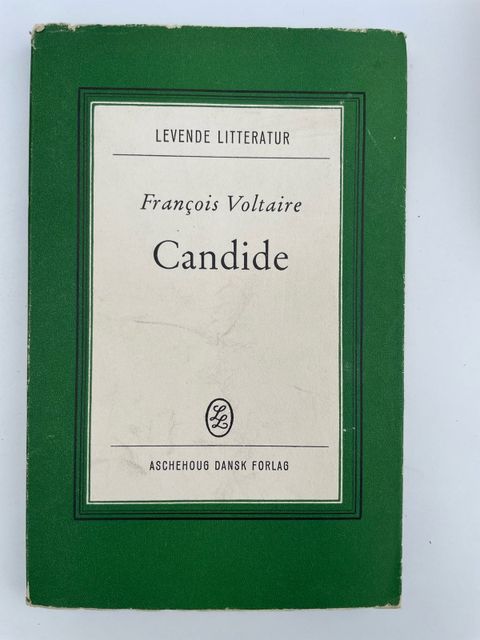 LEVENDE LITTERATUR
François Voltaire
Candide
LL
ASCHEHOUG DANSK FORLAG